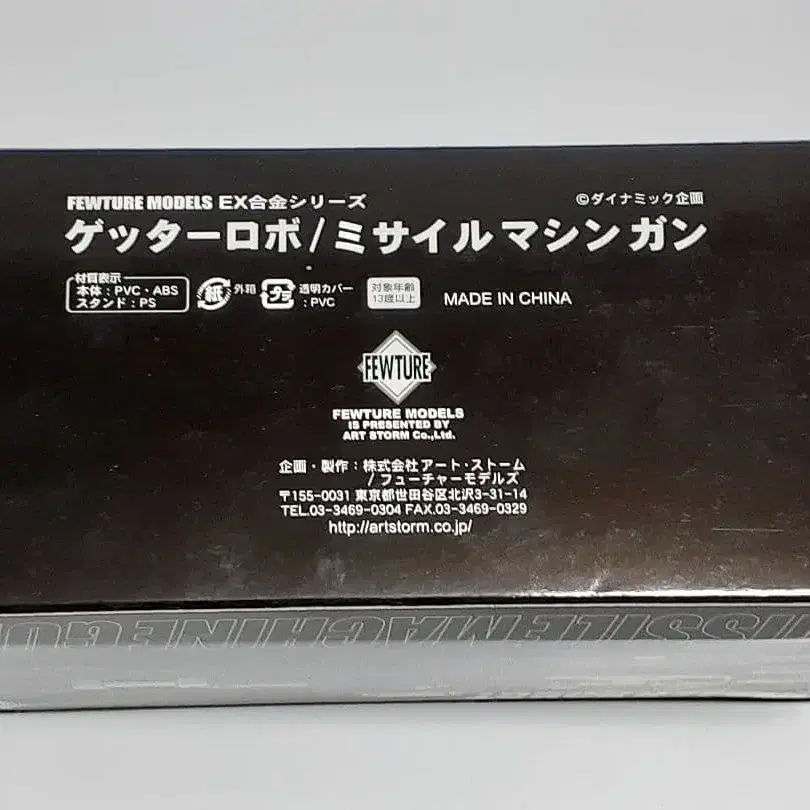 FEWTURE MODELS EX合金シリーズ
©ダイナミック企画
ゲッターロボ/ミサイルマシンガン
材質表示
本体:PVC・ABS
スタンド:PS
紙 外箱
プラ 透明カバー
:PVC
対象年齢
13度以上
MADE IN CHINA
FEWTURE
FEWTURE MODELS
IS PRESENTED BY
ART STORM Co.,Ltd.
企画・製作:株式会社アート・ストーム
/フューチャーモデルズ
〒155-0031 東京都世田谷区北沢3-31-14
TEL.03-3469-0304 FAX.03-3469-0329
http://artstorm.co.jp/